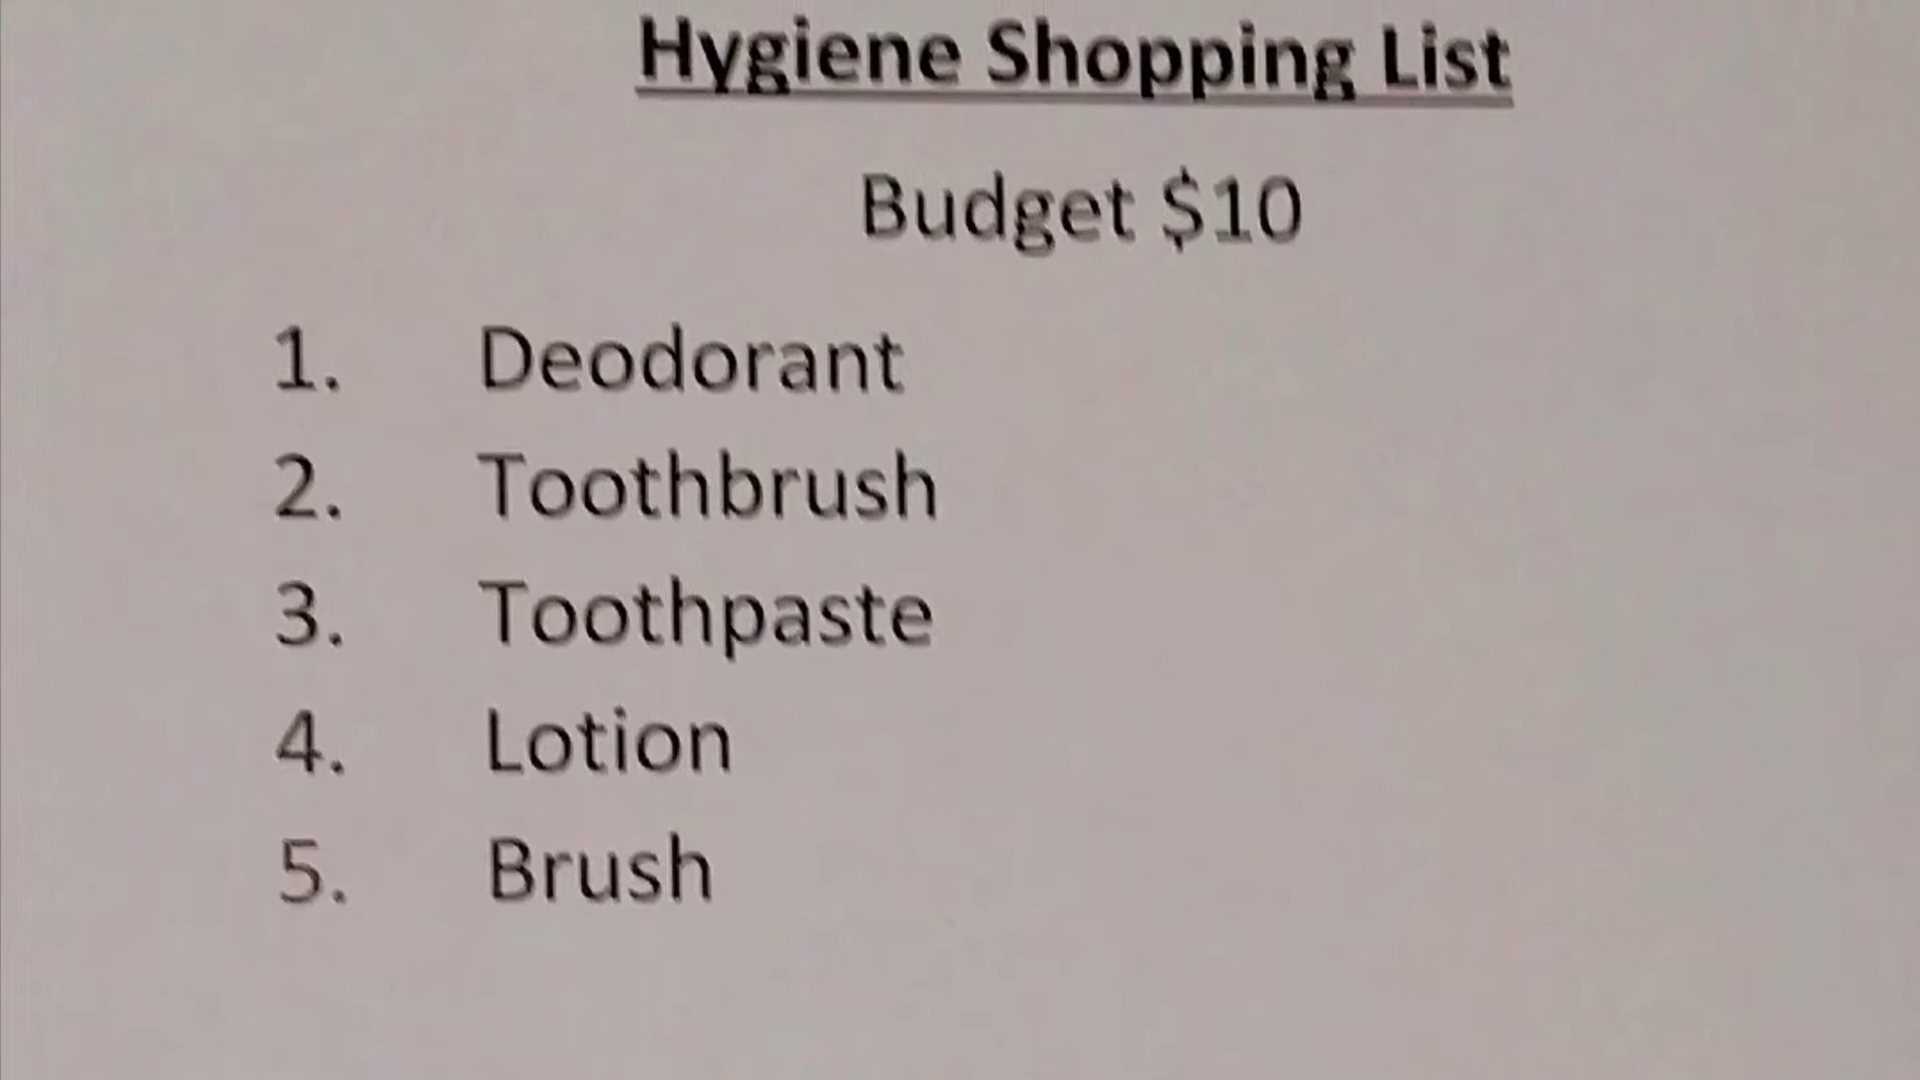 Hygiene Shopping List
Budget $10
1. Deodorant
2. Toothbrush
3. Toothpaste
4. Lotion
5. Brush